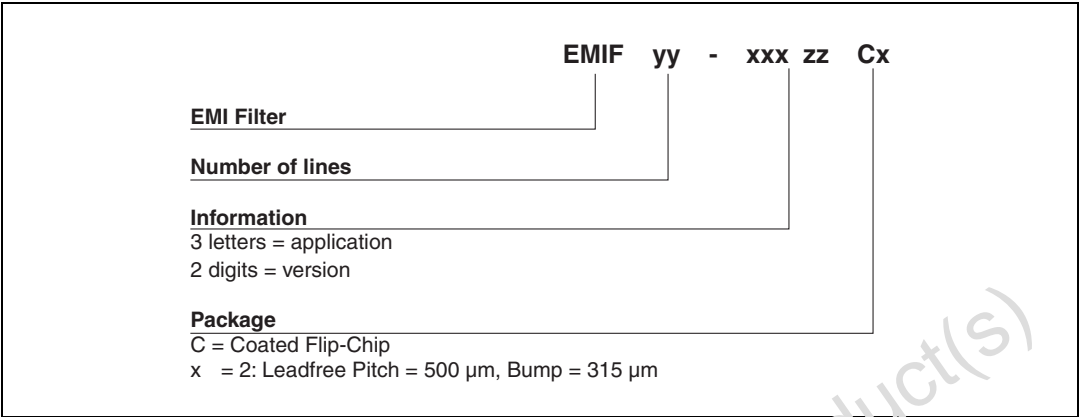 EMIF yy - xxx zz Cx
EMI Filter
Number of lines
Information
3 letters = application
2 digits = version
Package
C = Coated Flip-Chip
x = 2: Leadfree Pitch = 500 µm, Bump = 315 µm